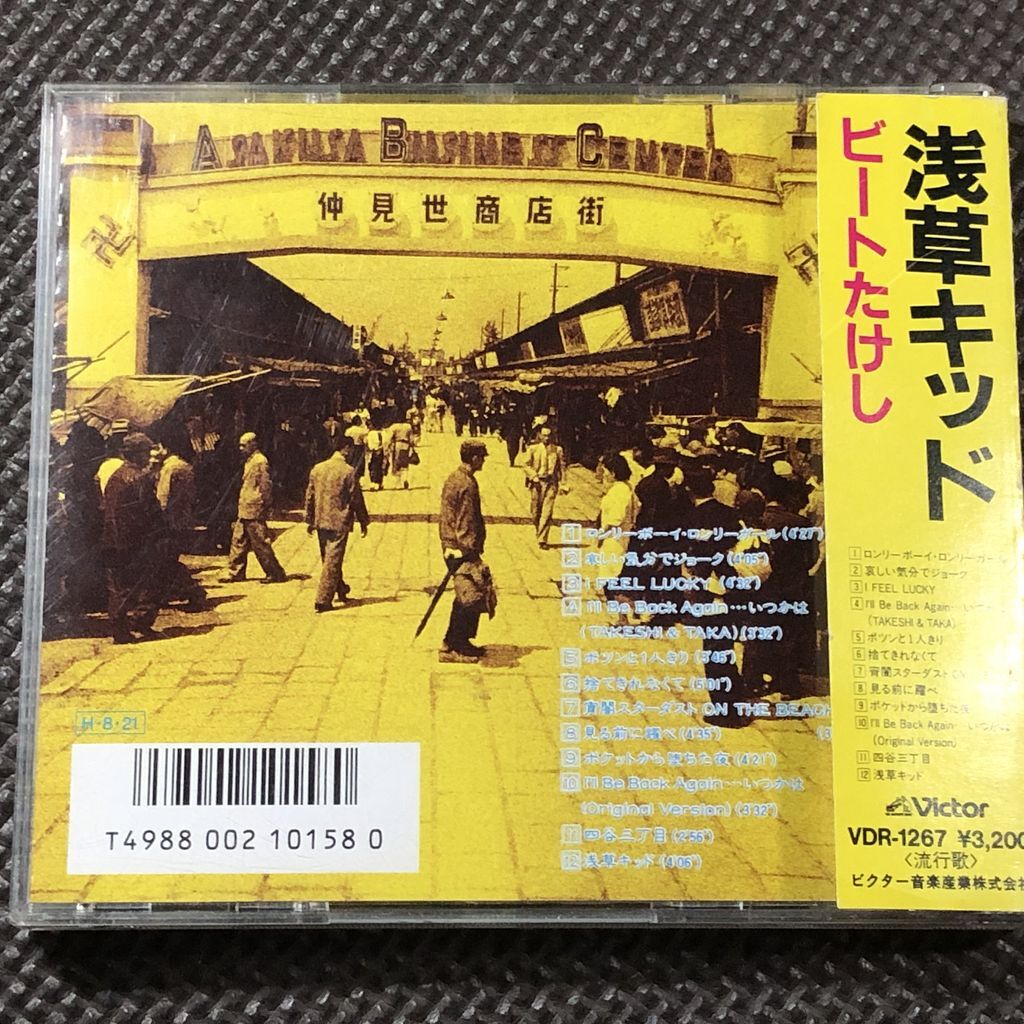 ASAKUSA BUSINESS CENTER
仲見世商店街
卍
1 ロンリーボーイ・ロンリーガール(4'27")
2 哀しい気分でジョーク(4'05")
3 I FEEL LUCKY (4'32")
4 I'll Be Back Again…いつかは
(TAKESHI & TAKA)(3'32")
5 ポツンと1人きり(3'46")
6 捨てきれなくて(5'01")
7 宵闇スターダスト ON THE BEACH
8 見る前に躍べ(4'35")
9 ポケットから堕ちた夜(4'21")
10 I'll Be Back Again…いつかは
(Original Version)(3'32")
11 四谷三丁目(2'56")
12 浅草キッド(4'06")
H・8・21
T4988 002 10158 0
浅草キッド
ビートたけし
1 ロンリーボーイ・ロンリーガール
2 哀しい気分でジョーク
3 I FEEL LUCKY
4 I'll Be Back Again…いつか
(TAKESHI & TAKA)
5 ポツンと1人きり
6 捨てきれなくて
7 宵闇スターダスト ON
8 見る前に躍べ
9 ポケットから堕ちた夜
10 I'll Be Back Again…いつかは
(Original Version)
11 四谷三丁目
12 浅草キッド
Victor
VDR-1267 ¥3,200
〈流行歌〉
ビクター音楽産業株式会社